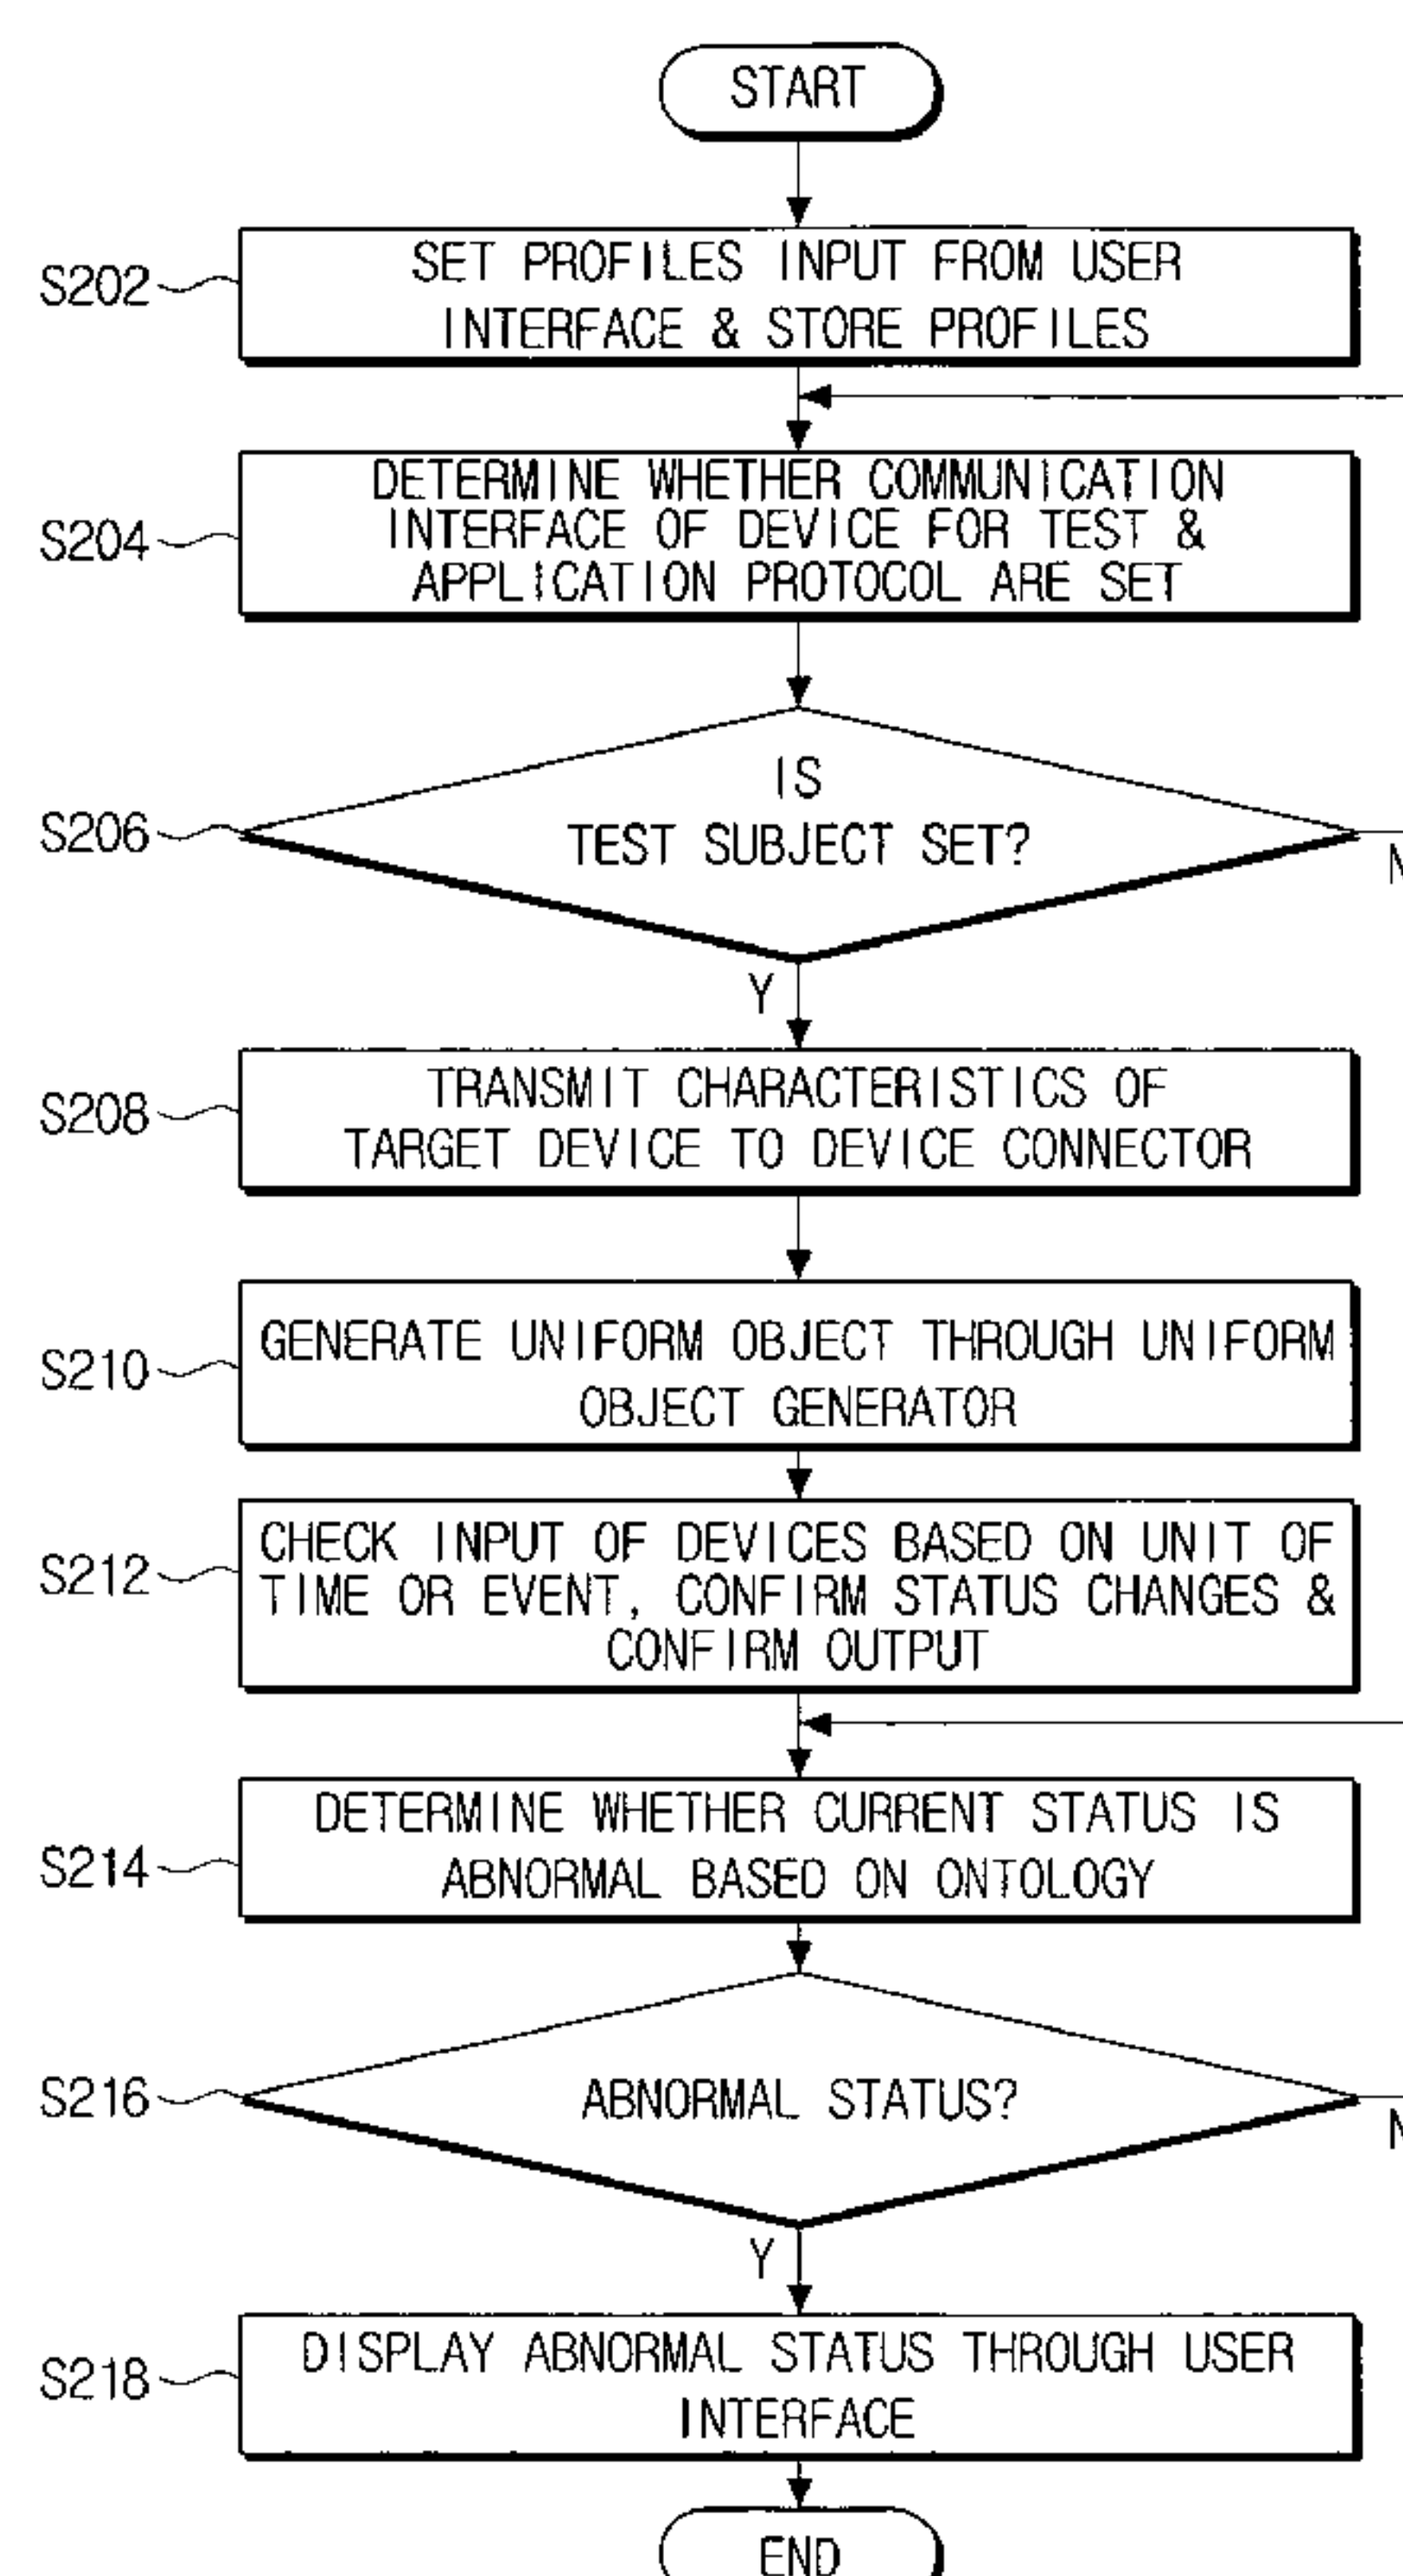 START
S202
SET PROFILES INPUT FROM USER
INTERFACE & STORE PROFILES
S204
DETERMINE WHETHER COMMUNICATION
INTERFACE OF DEVICE FOR TEST &
APPLICATION PROTOCOL ARE SET
S206
IS
TEST SUBJECT SET?
Y
S208
TRANSMIT CHARACTERISTICS OF
TARGET DEVICE TO DEVICE CONNECTOR
S210
GENERATE UNIFORM OBJECT THROUGH UNIFORM
OBJECT GENERATOR
S212
CHECK INPUT OF DEVICES BASED ON UNIT OF
TIME OR EVENT, CONFIRM STATUS CHANGES &
CONFIRM OUTPUT
S214
DETERMINE WHETHER CURRENT STATUS IS
ABNORMAL BASED ON ONTOLOGY
S216
ABNORMAL STATUS?
Y
S218
DISPLAY ABNORMAL STATUS THROUGH USER
INTERFACE
END